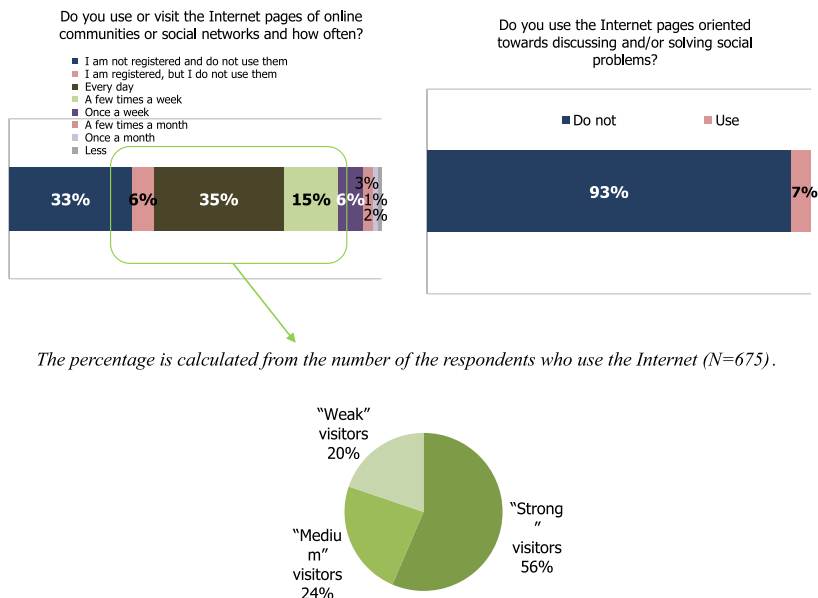 Do you use or visit the Internet pages of online
communities or social networks and how often?
I am not registered and do not use them
I am registered, but I do not use them
Every day
A few times a week
Once a week
A few times a month
Once a month
Less
33%
6%
35%
15%
6%
3%
1%
2%
Do you use the Internet pages oriented
towards discussing and/or solving social
problems?
Do not
Use
93%
7%
The percentage is calculated from the number of the respondents who use the Internet (N=675).
“Weak”
visitors
20%
“Strong
”
visitors
56%
“Mediu
m”
visitors
24%